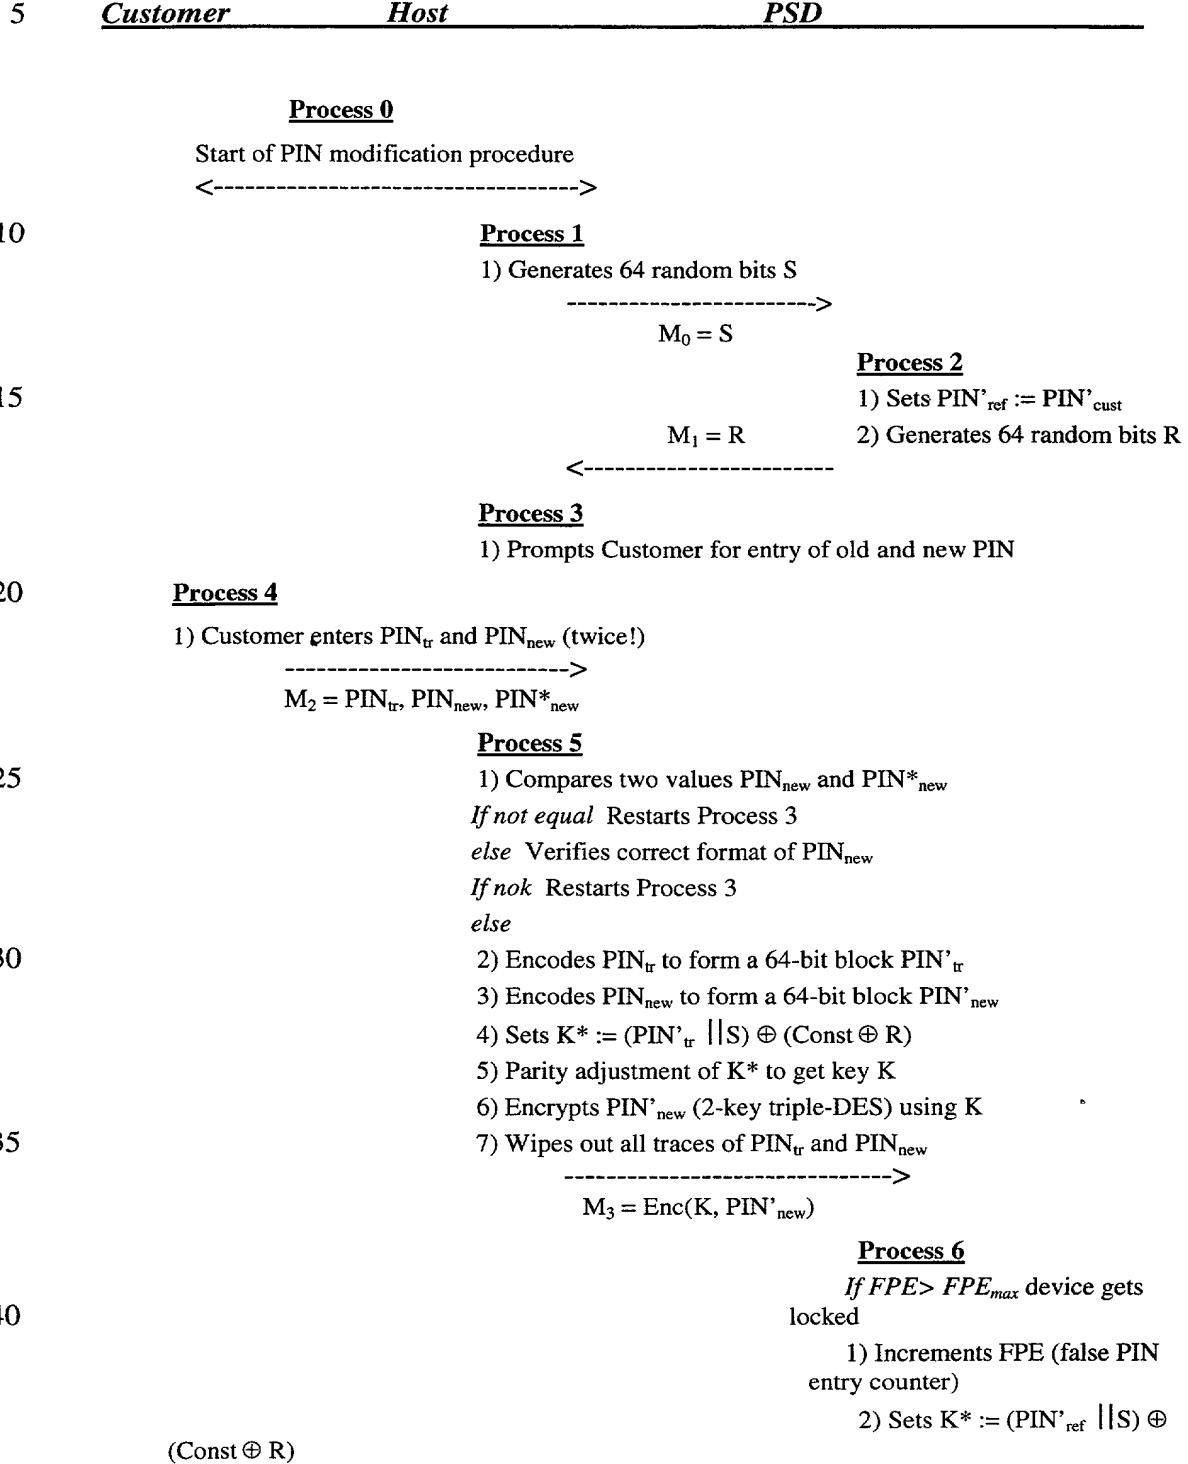 5 Customer Host PSD
Process 0
Start of PIN modification procedure
<----------------------------------->
10 Process 1
1) Generates 64 random bits S
------------------------>
M₀ = S
Process 2
15 1) Sets PIN’ref := PIN’cust
M₁ = R 2) Generates 64 random bits R
<------------------------
Process 3
1) Prompts Customer for entry of old and new PIN
20 Process 4
1) Customer enters PINtr and PINnew (twice!)
--------------------------->
M₂ = PINtr, PINnew, PIN*new
Process 5
25 1) Compares two values PINnew and PIN*new
If not equal Restarts Process 3
else Verifies correct format of PINnew
If nok Restarts Process 3
else
30 2) Encodes PINtr to form a 64-bit block PIN’tr
3) Encodes PINnew to form a 64-bit block PIN’new
4) Sets K* := (PIN’tr ||S) ⊕ (Const ⊕ R)
5) Parity adjustment of K* to get key K
6) Encrypts PIN’new (2-key triple-DES) using K
35 7) Wipes out all traces of PINtr and PINnew
------------------------------->
M₃ = Enc(K, PIN’new)
Process 6
If FPE> FPEmax device gets
40 locked
1) Increments FPE (false PIN
entry counter)
2) Sets K* := (PIN’ref ||S) ⊕
(Const ⊕ R)